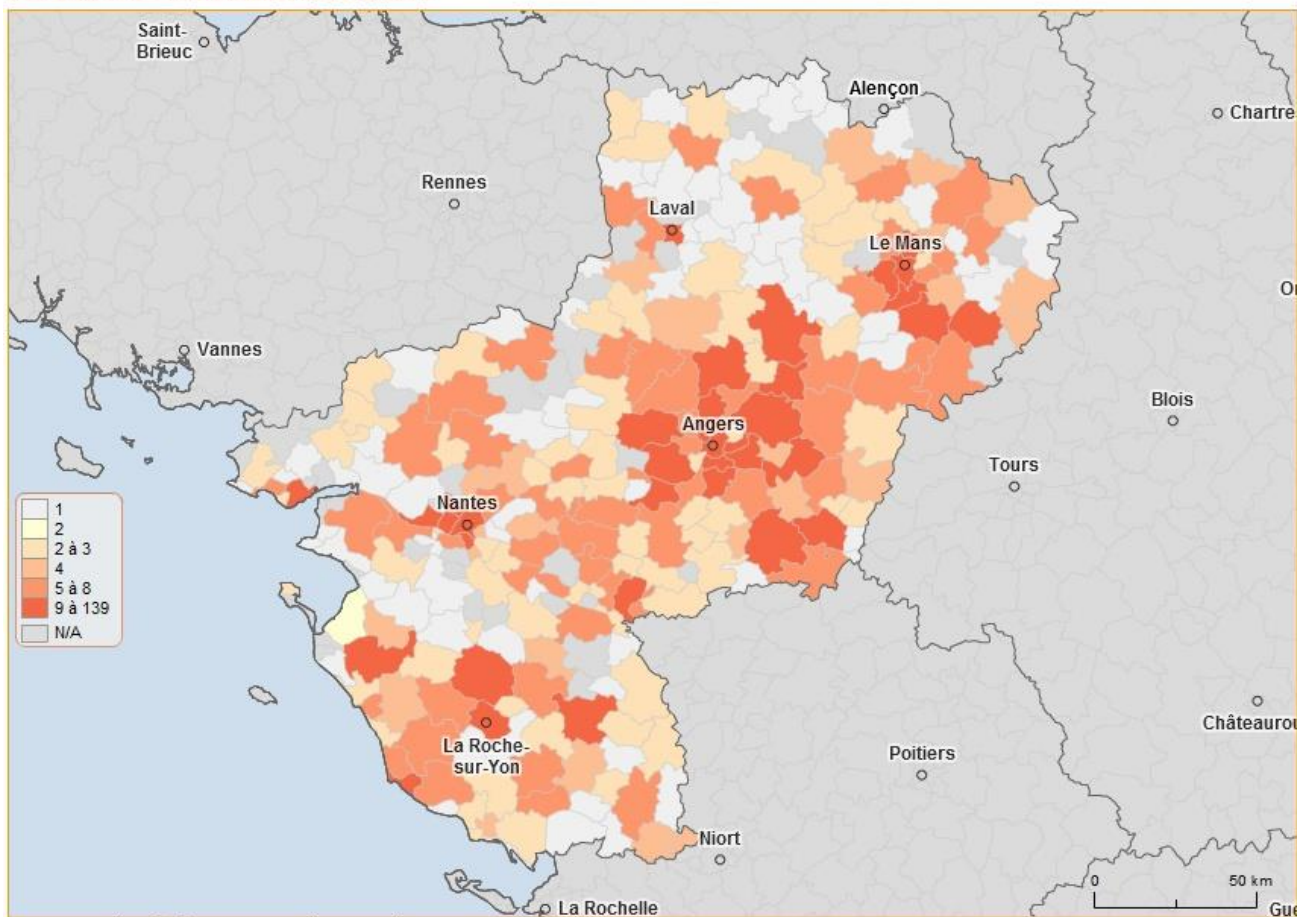 Saint-
Brieuc
Alençon
Chartre
Rennes
Laval
Le Mans
Or
Vannes
Blois
Angers
Tours
1
2
2 à 3
4
5 à 8
9 à 139
N/A
Nantes
La Roche-
sur-Yon
Châteaurou
Poitiers
Niort
0
50 km
La Rochelle
Gué